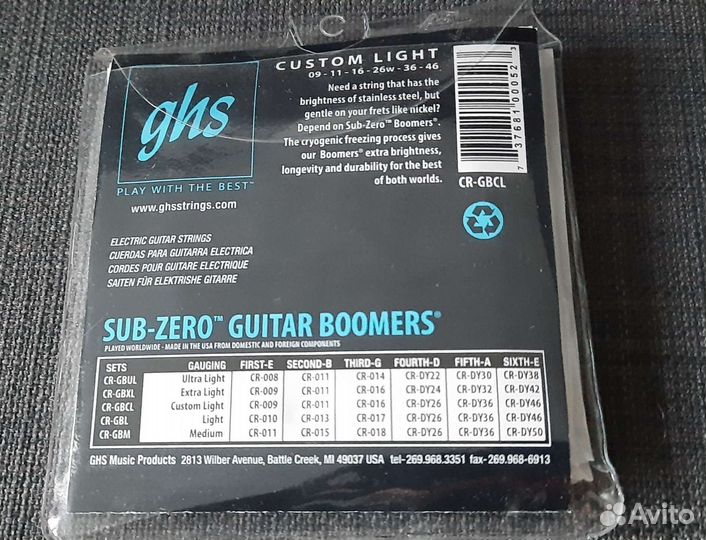 ghs
PLAY WITH THE BEST™
www.ghsstrings.com
CUSTOM LIGHT
09 - 11 - 16 - 26w - 36 - 46
Need a string that has the
brightness of stainless steel, but
gentle on your frets like nickel?
Depend on Sub-Zero™ Boomers®.
The cryogenic freezing process gives
our Boomers® extra brightness,
longevity and durability for the best
of both worlds.
7 37681 00052 3
CR-GBCL
ELECTRIC GUITAR STRINGS
CUERDAS PARA GUITARRA ELECTRICA
CORDES POUR GUITARE ELECTRIQUE
SAITEN FÜR ELEKTRISHE GITARRE
SUB-ZERO™ GUITAR BOOMERS®
PLAYED WORLDWIDE - MADE IN THE USA FROM DOMESTIC AND FOREIGN COMPONENTS
SETS GAUGING FIRST-E SECOND-B THIRD-G FOURTH-D FIFTH-A SIXTH-E
CR-GBUL Ultra Light CR-008 CR-011 CR-014 CR-DY22 CR-DY30 CR-DY38
CR-GBXL Extra Light CR-009 CR-011 CR-016 CR-DY24 CR-DY32 CR-DY42
CR-GBCL Custom Light CR-009 CR-011 CR-016 CR-DY26 CR-DY36 CR-DY46
CR-GBL Light CR-010 CR-013 CR-017 CR-DY26 CR-DY36 CR-DY46
CR-GBM Medium CR-011 CR-015 CR-018 CR-DY26 CR-DY36 CR-DY50
GHS Music Products 2813 Wilber Avenue, Battle Creek, MI 49037 USA tel-269.968.3351 fax-269.968-6913
Avito